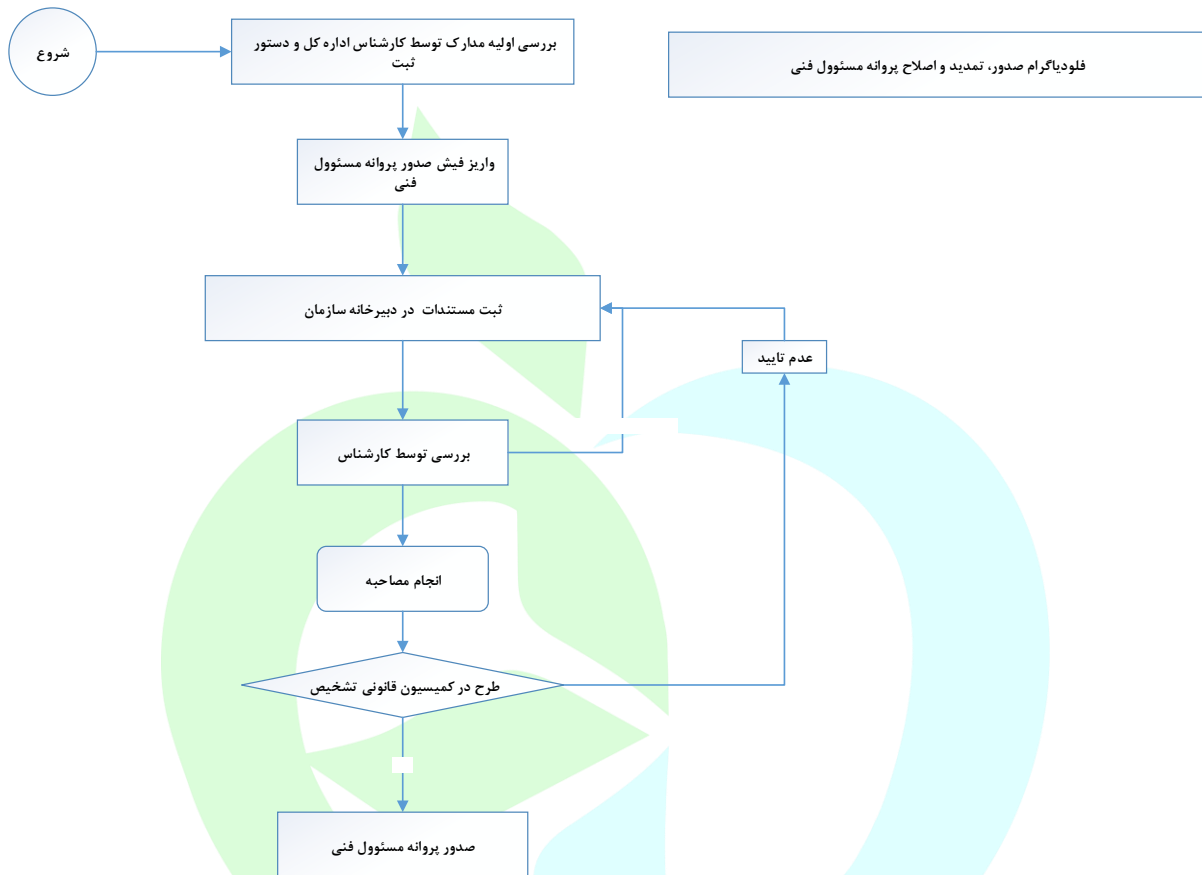 فلودیاگرام صدور، تمدید و اصلاح پروانه مسئوول فنی
شروع
بررسی اولیه مدارک توسط کارشناس اداره کل و دستور
ثبت
واریز فیش صدور پروانه مسئوول
فنی
ثبت مستندات در دبیرخانه سازمان
عدم تایید
بررسی توسط کارشناس
انجام مصاحبه
طرح در کمیسیون قانونی تشخیص
صدور پروانه مسئوول فنی